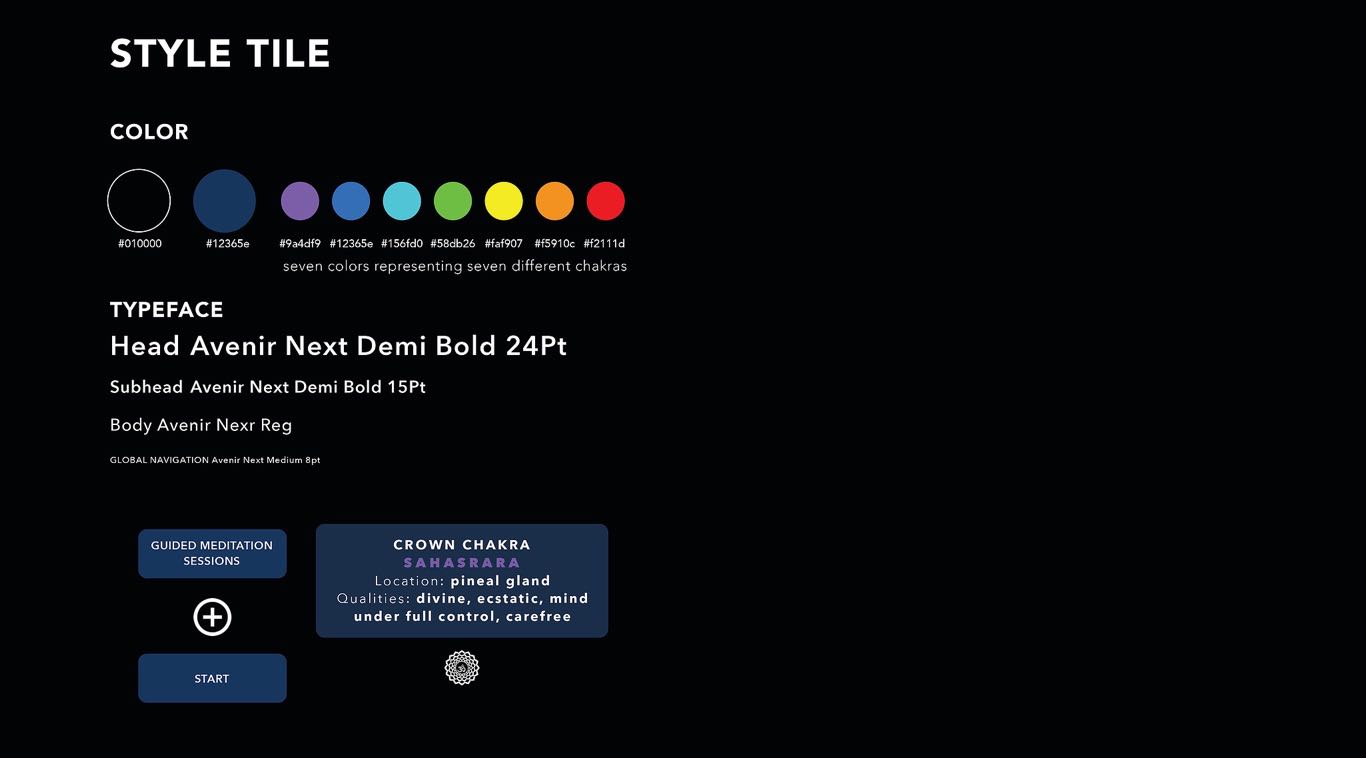 STYLE TILE
COLOR
#010000 #12365e #9a4df9 #12365e #156fd0 #58db26 #faf907 #f5910c #f2111d
seven colors representing seven different chakras
TYPEFACE
Head Avenir Next Demi Bold 24Pt
Subhead Avenir Next Demi Bold 15Pt
Body Avenir Nexr Reg
GLOBAL NAVIGATION Avenir Next Medium 8pt
GUIDED MEDITATION
SESSIONS
START
CROWN CHAKRA
SAHASRARA
Location: pineal gland
Qualities: divine, ecstatic, mind
under full control, carefree